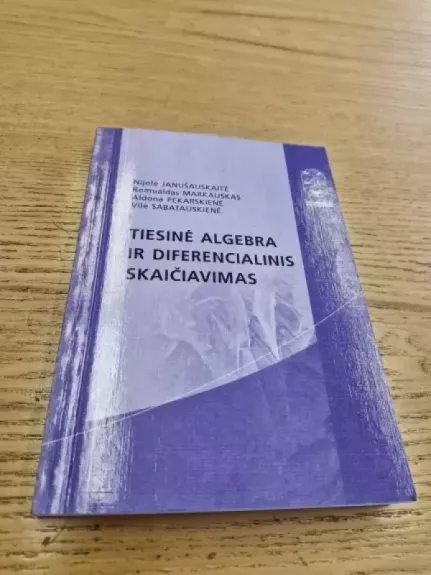 Nijolė JANUŠAUSKAITĖ
Romualdas MARKAUSKAS
Aldona PEKARSKIENĖ
Vilė SABATAUSKIENĖ
TIESINĖ ALGEBRA
IR DIFERENCIALINIS
SKAIČIAVIMAS